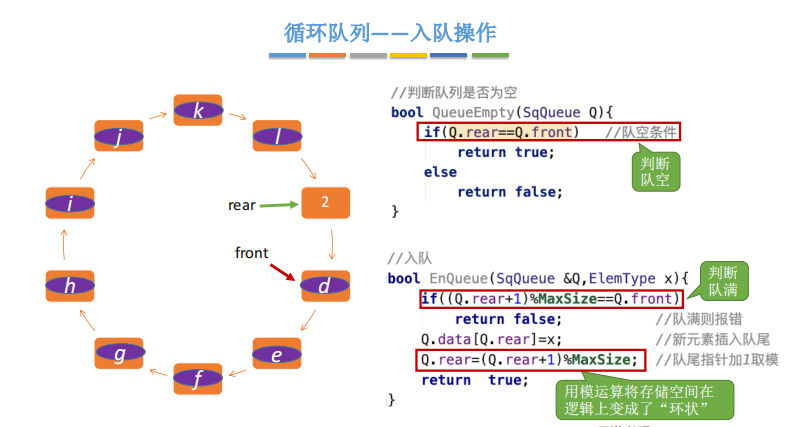 循环队列——入队操作
k
j
l
i
rear
2
front
d
h
g
e
f
//判断队列是否为空
bool QueueEmpty(SqQueue Q){
if(Q.rear==Q.front) //队空条件
return true;
else
return false;
}
判断
队空
//入队
bool EnQueue(SqQueue &Q,ElemType x){
if((Q.rear+1)%MaxSize==Q.front)
return false; //队满则报错
Q.data[Q.rear]=x; //新元素插入队尾
Q.rear=(Q.rear+1)%MaxSize; //队尾指针加1取模
return true;
}
判断
队满
用模运算将存储空间在
逻辑上变成了“环状”